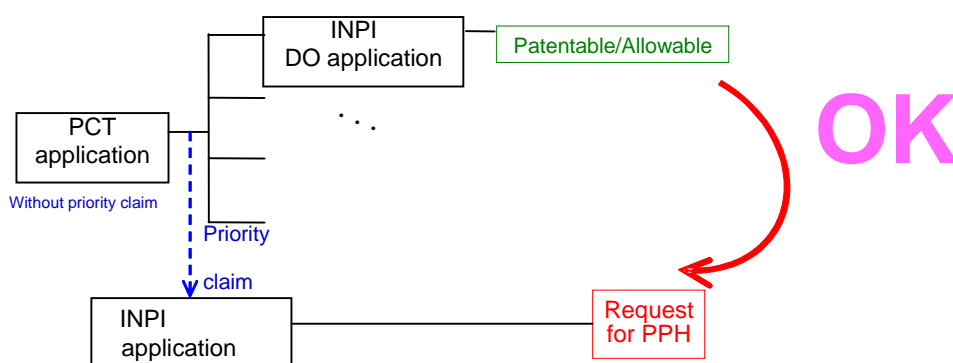 INPI
DO application
Patentable/Allowable
OK
. . .
PCT
application
Without priority claim
Priority
claim
INPI
application
Request
for PPH